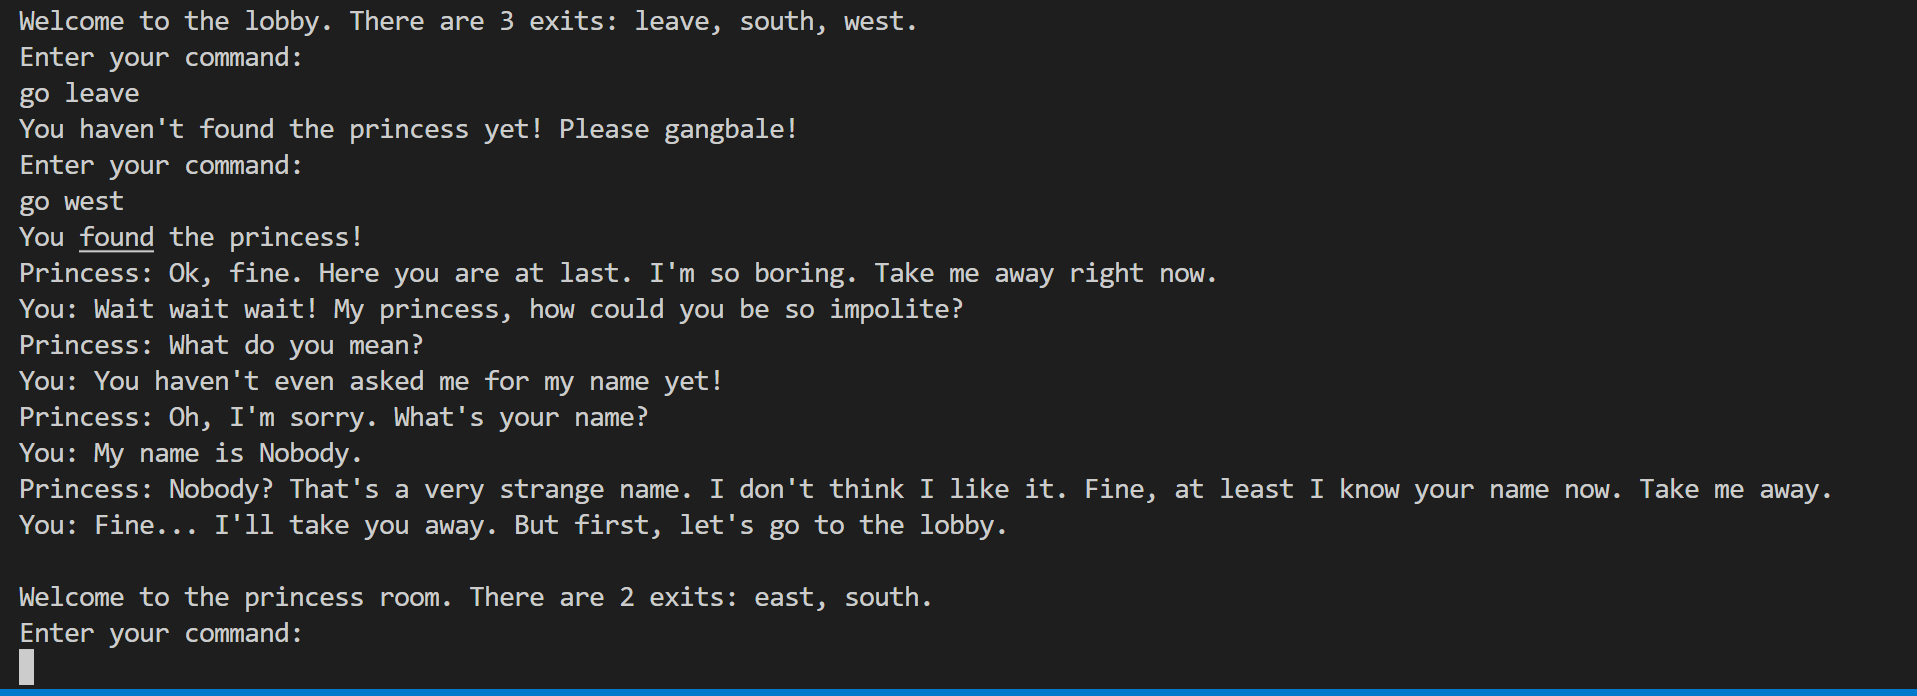 Welcome to the lobby. There are 3 exits: leave, south, west.
Enter your command:
go leave
You haven't found the princess yet! Please gangbale!
Enter your command:
go west
You found the princess!
Princess: Ok, fine. Here you are at last. I'm so boring. Take me away right now.
You: Wait wait wait! My princess, how could you be so impolite?
Princess: What do you mean?
You: You haven't even asked me for my name yet!
Princess: Oh, I'm sorry. What's your name?
You: My name is Nobody.
Princess: Nobody? That's a very strange name. I don't think I like it. Fine, at least I know your name now. Take me away.
You: Fine... I'll take you away. But first, let's go to the lobby.
Welcome to the princess room. There are 2 exits: east, south.
Enter your command: